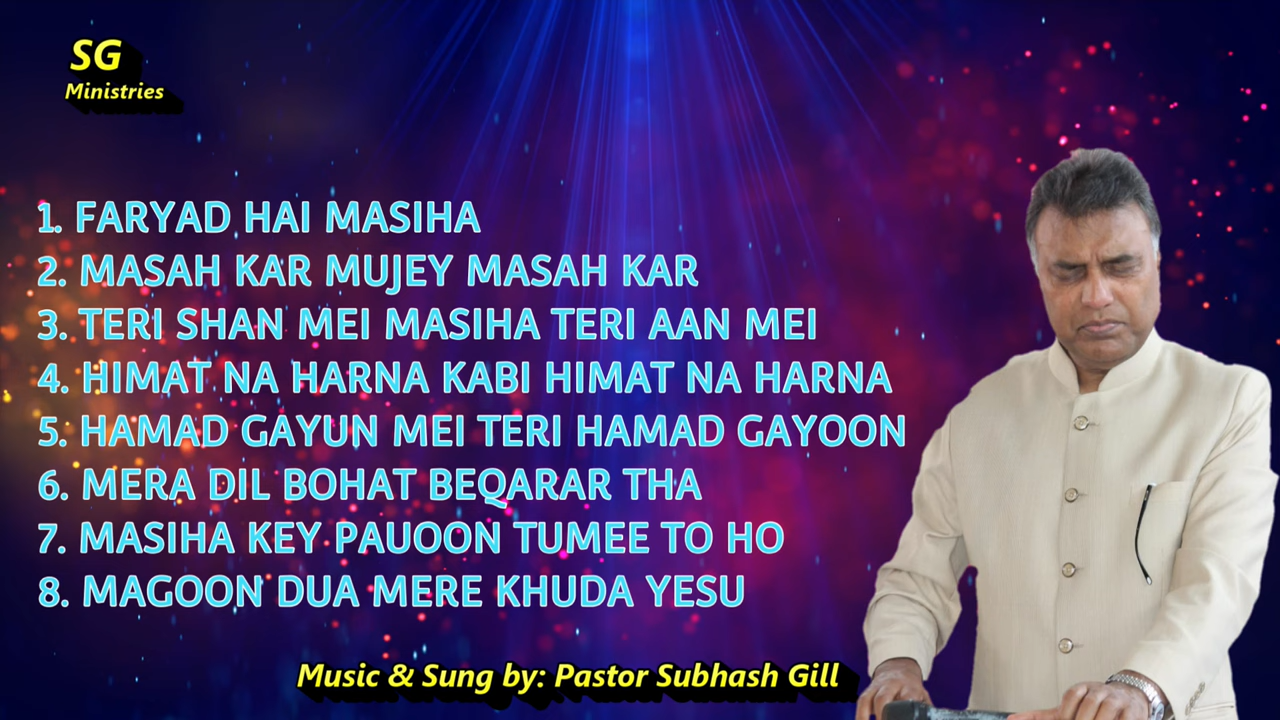 SG
Ministries
1. FARYAD HAI MASIHA
2. MASAH KAR MUJEY MASAH KAR
3. TERI SHAN MEI MASIHA TERI AAN MEI
4. HIMAT NA HARNA KABI HIMAT NA HARNA
5. HAMAD GAYUN MEI TERI HAMAD GAYOON
6. MERA DIL BOHAT BEQARAR THA
7. MASIHA KEY PAUOON TUMEE TO HO
8. MAGOON DUA MERE KHUDA YESU
Music & Sung by: Pastor Subhash Gill